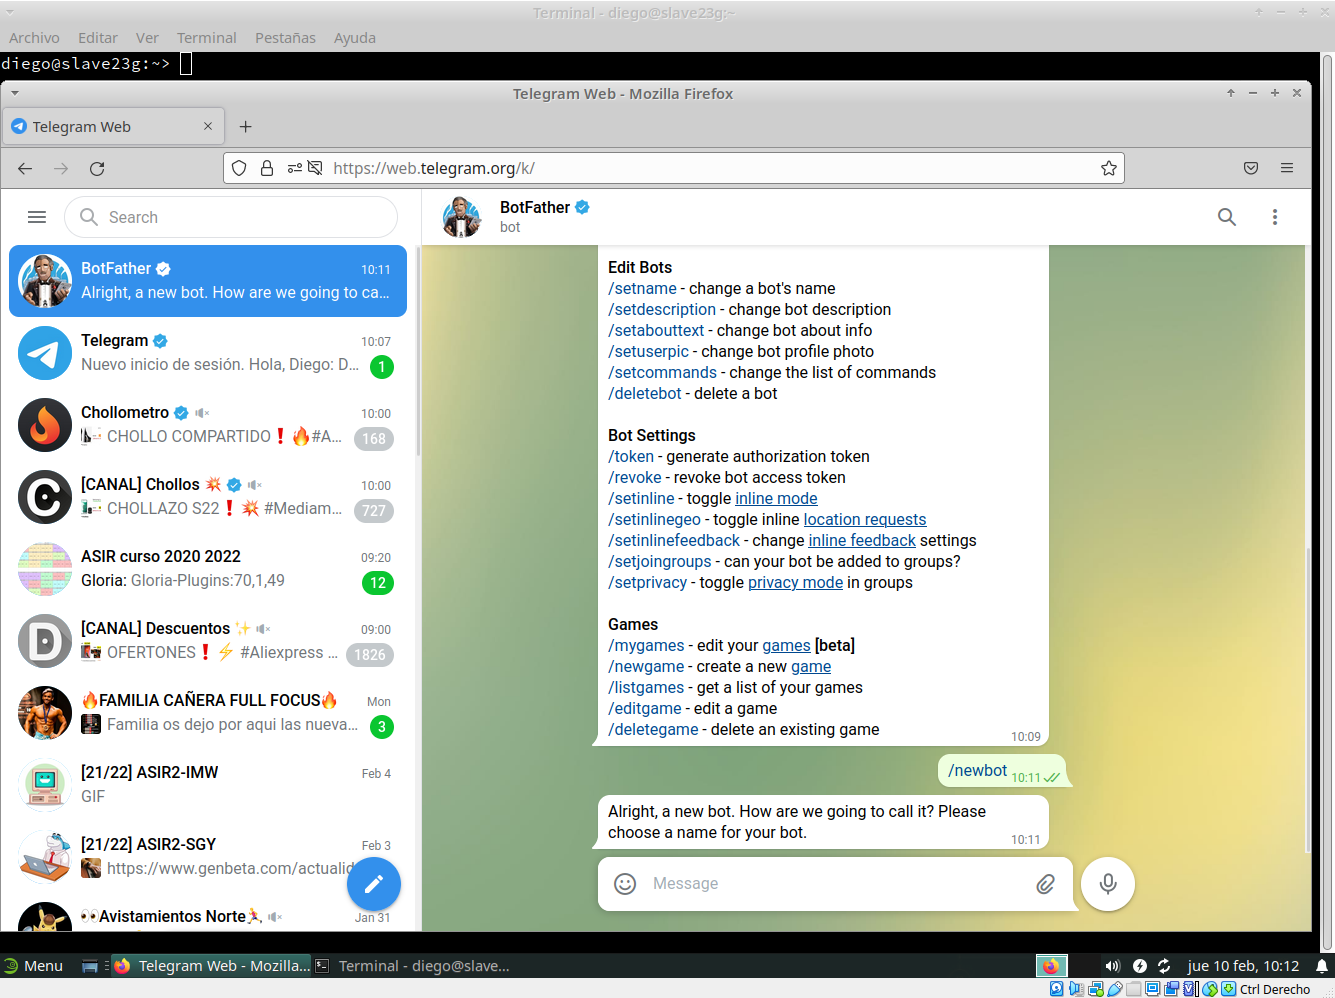 Terminal - diego@slave23g:~
Archivo Editar Ver Terminal Pestañas Ayuda
diego@slave23g:~>
Telegram Web - Mozilla Firefox
Telegram Web
https://web.telegram.org/k/
Search
BotFather
bot
BotFather 10:11
Alright, a new bot. How are we going to ca...
Telegram 10:07
Nuevo inicio de sesión. Hola, Diego: D... 1
Chollometro 10:00
CHOLLO COMPARTIDO❗🔥#A... 168
[CANAL] Chollos 💥 10:00
CHOLLAZO S22❗💥 #Mediam... 727
ASIR curso 2020 2022 09:20
Gloria: Gloria-Plugins:70,1,49 12
[CANAL] Descuentos ✨ 09:00
OFERTONES❗⚡ #Aliexpress ... 1826
🔥FAMILIA CAÑERA FULL FOCUS🔥 Mon
Familia os dejo por aqui las nueva... 3
[21/22] ASIR2-IMW Feb 4
GIF
[21/22] ASIR2-SGY Feb 3
https://www.genbeta.com/actualid
👀Avistamientos Norte🏃 Jan 31
Edit Bots
/setname - change a bot's name
/setdescription - change bot description
/setabouttext - change bot about info
/setuserpic - change bot profile photo
/setcommands - change the list of commands
/deletebot - delete a bot
Bot Settings
/token - generate authorization token
/revoke - revoke bot access token
/setinline - toggle inline mode
/setinlinegeo - toggle inline location requests
/setinlinefeedback - change inline feedback settings
/setjoingroups - can your bot be added to groups?
/setprivacy - toggle privacy mode in groups
Games
/mygames - edit your games [beta]
/newgame - create a new game
/listgames - get a list of your games
/editgame - edit a game
/deletegame - delete an existing game
10:09
/newbot 10:11
Alright, a new bot. How are we going to call it? Please
choose a name for your bot.
10:11
Message
Menu Telegram Web - Mozilla... Terminal - diego@slave... jue 10 feb, 10:12
Ctrl Derecho